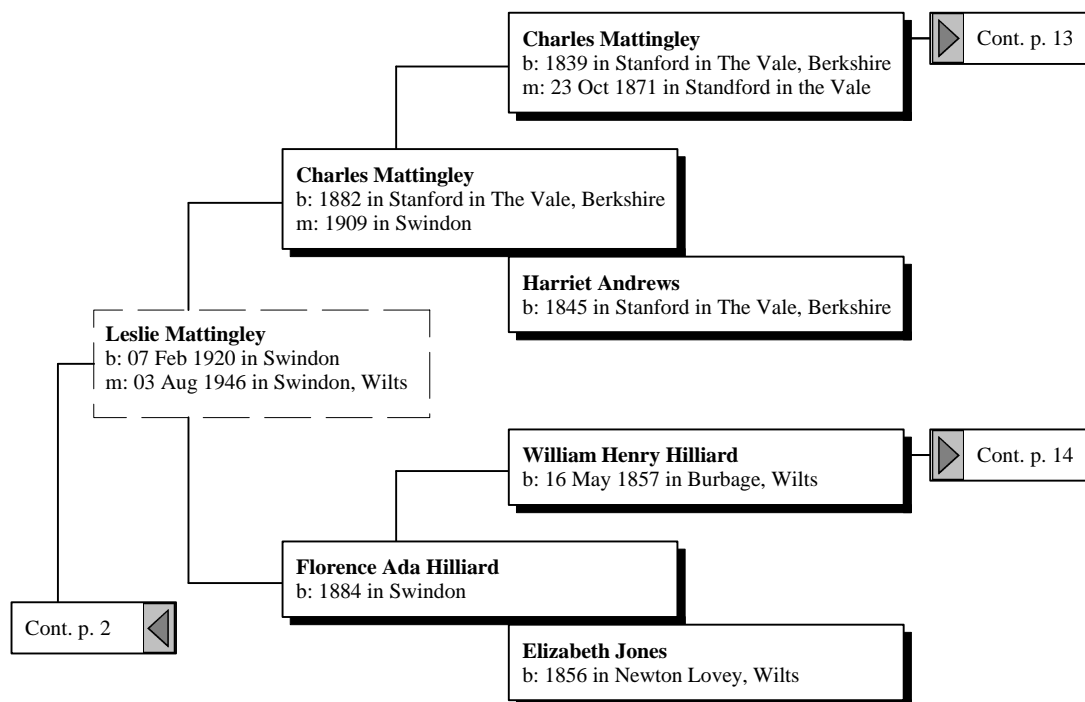 Charles Mattingley
b: 1839 in Stanford in The Vale, Berkshire
m: 23 Oct 1871 in Standford in the Vale
Cont. p. 13
Charles Mattingley
b: 1882 in Stanford in The Vale, Berkshire
m: 1909 in Swindon
Harriet Andrews
b: 1845 in Stanford in The Vale, Berkshire
Leslie Mattingley
b: 07 Feb 1920 in Swindon
m: 03 Aug 1946 in Swindon, Wilts
William Henry Hilliard
b: 16 May 1857 in Burbage, Wilts
Cont. p. 14
Florence Ada Hilliard
b: 1884 in Swindon
Cont. p. 2
Elizabeth Jones
b: 1856 in Newton Lovey, Wilts